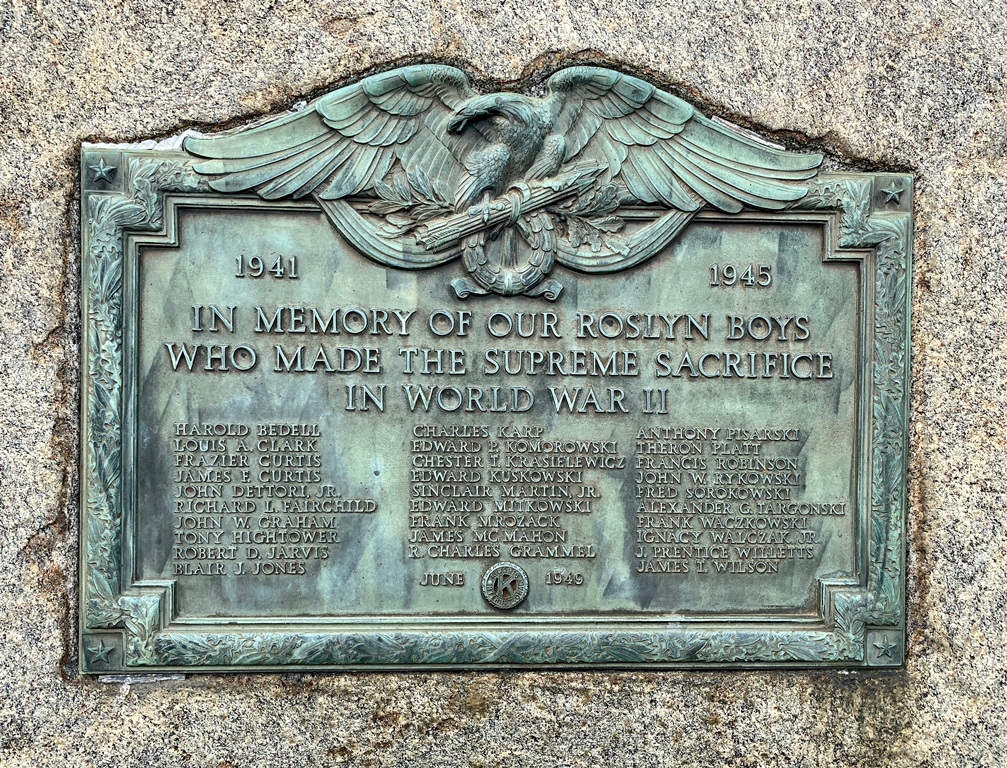 1941
1945
IN MEMORY OF OUR ROSLYN BOYS
WHO MADE THE SUPREME SACRIFICE
IN WORLD WAR II
HAROLD BEDELL
LOUIS A. CLARK
FRAZIER CURTIS
JAMES F. CURTIS
JOHN DETTORI, JR.
RICHARD L. FAIRCHILD
JOHN W. GRAHAM
TONY HIGHTOWER
ROBERT D. JARVIS
BLAIR J. JONES
CHARLES KARP
EDWARD P. KOMOROWSKI
CHESTER T. KRASIELEWICZ
EDWARD KUSKOWSKI
SINCLAIR MARTIN, JR.
EDWARD MITKOWSKI
FRANK MROZACK
JAMES MC MAHON
R. CHARLES GRAMMEL
ANTHONY PISARSKI
THERON PLATT
FRANCIS ROBINSON
JOHN W. RYKOWSKI
FRED SOROKOWSKI
ALEXANDER G. TARGONSKI
FRANK WACZKOWSKI
IGNACY WALCZAK, JR.
J. PRENTICE WILLETTS
JAMES T. WILSON
JUNE K 1949